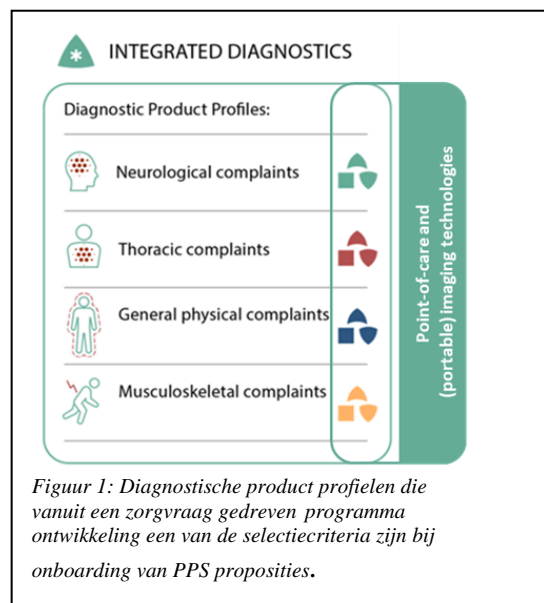 INTEGRATED DIAGNOSTICS
Diagnostic Product Profiles:
Neurological complaints
Thoracic complaints
General physical complaints
Musculoskeletal complaints
Point-of-care and
(portable) imaging technologies
Figuur 1: Diagnostische product profielen die
vanuit een zorgvraag gedreven programma
ontwikkeling een van de selectiecriteria zijn bij
onboarding van PPS proposities.